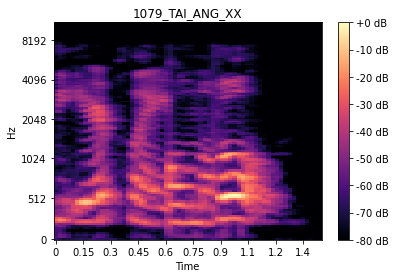 1079_TAI_ANG_XX
Hz
8192
4096
2048
1024
512
0
0 0.15 0.3 0.45 0.6 0.75 0.9 1.1 1.2 1.4
Time
+0 dB
-10 dB
-20 dB
-30 dB
-40 dB
-50 dB
-60 dB
-70 dB
-80 dB